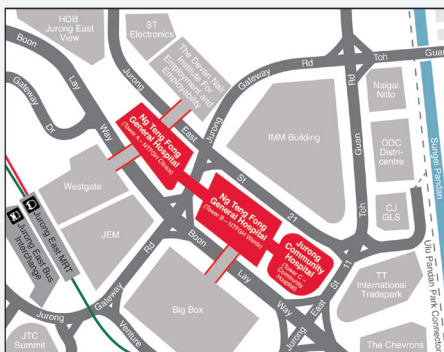 HDB
Jurong East
View
ST
Electronics
The Devan Nair
Institute For
Employment and
Employability
Boon
Lay
Way
Gateway
Dr
Jurong
East
St
21
Jurong
Gateway
Rd
Toh
Guan
Rd
Guan
Toh
Naigai
Nitto
ODC
Distri-
centre
CJ
GLS
Sungei Pandan
Ulu Pandan Park Connector
IMM Building
Ng Teng Fong
General Hospital
(Tower A – NTFGH Clinics)
Ng Teng Fong
General Hospital
(Tower B – NTFGH Wards)
Jurong
Community
Hospital
(Tower C –
Community
Hospital)
Westgate
JEM
Jurong East MRT
Jurong East Bus
Interchange
Rd
Gateway
Jurong
Venture
JTC
Summit
Big Box
Boon
Lay
Way
Jurong
East
St
11
TT
International
Tradepark
The Chevrons